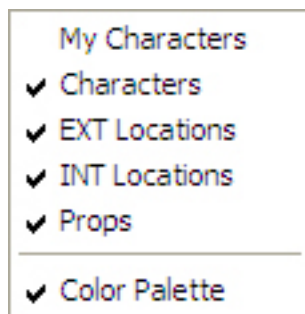 My Characters
Characters
EXT Locations
INT Locations
Props
Color Palette